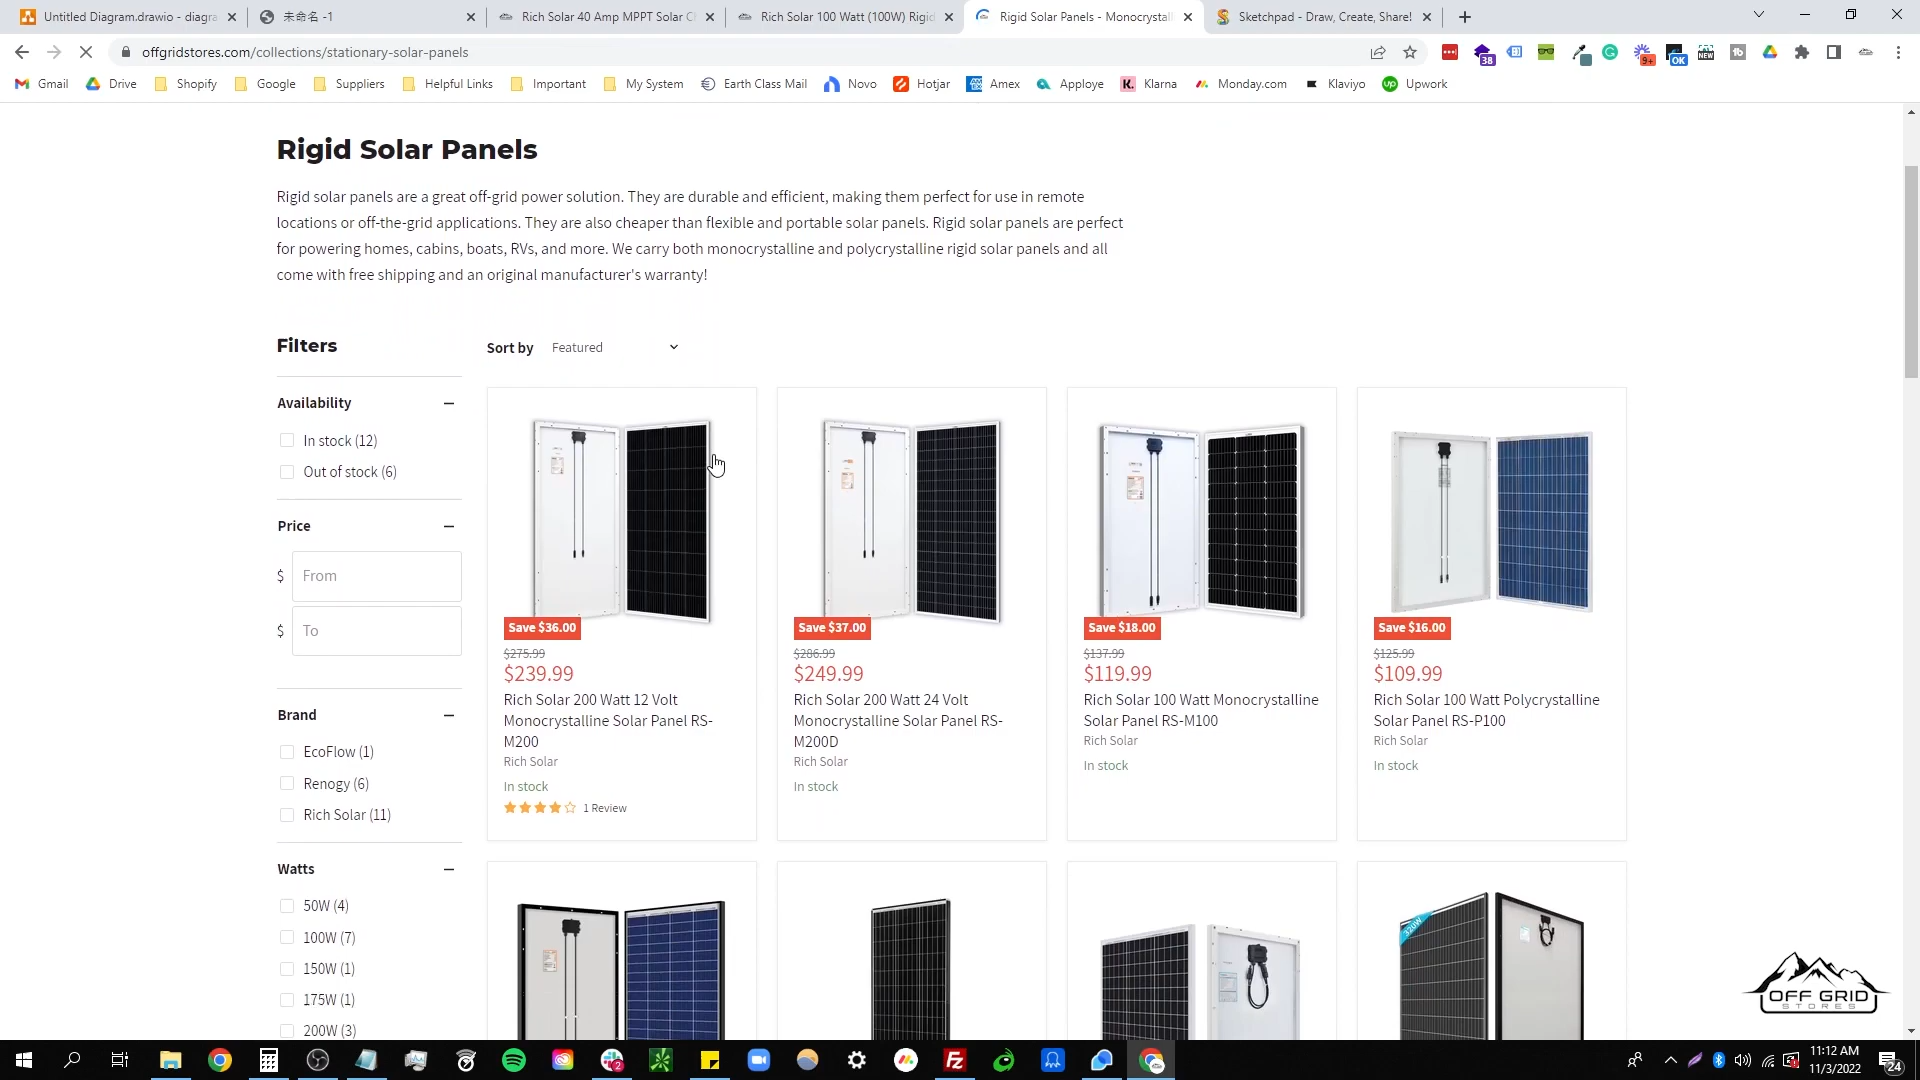 Untitled Diagram.drawio - diagra
未命名 -1
Rich Solar 40 Amp MPPT Solar C
Rich Solar 100 Watt (100W) Rigid
Rigid Solar Panels - Monocrystall
Sketchpad - Draw, Create, Share!
offgridstores.com/collections/stationary-solar-panels
38
9+
OK
NEW
Gmail
Drive
Shopify
Google
Suppliers
Helpful Links
Important
My System
Earth Class Mail
Novo
Hotjar
Amex
Apploye
Klarna
Monday.com
Klaviyo
Upwork
Rigid Solar Panels
Rigid solar panels are a great off-grid power solution. They are durable and efficient, making them perfect for use in remote
locations or off-the-grid applications. They are also cheaper than flexible and portable solar panels. Rigid solar panels are perfect
for powering homes, cabins, boats, RVs, and more. We carry both monocrystalline and polycrystalline rigid solar panels and all
come with free shipping and an original manufacturer's warranty!
Filters
Sort by Featured
Availability
In stock (12)
Out of stock (6)
Price
$ From
$ To
Brand
EcoFlow (1)
Renogy (6)
Rich Solar (11)
Watts
50W (4)
100W (7)
150W (1)
175W (1)
200W (3)
Save $36.00
$275.99
$239.99
Rich Solar 200 Watt 12 Volt
Monocrystalline Solar Panel RS-
M200
Rich Solar
In stock
1 Review
Save $37.00
$286.99
$249.99
Rich Solar 200 Watt 24 Volt
Monocrystalline Solar Panel RS-
M200D
Rich Solar
In stock
Save $18.00
$137.99
$119.99
Rich Solar 100 Watt Monocrystalline
Solar Panel RS-M100
Rich Solar
In stock
Save $16.00
$125.99
$109.99
Rich Solar 100 Watt Polycrystalline
Solar Panel RS-P100
Rich Solar
In stock
320W
OFF GRID
STORES
11:12 AM
11/3/2022
24